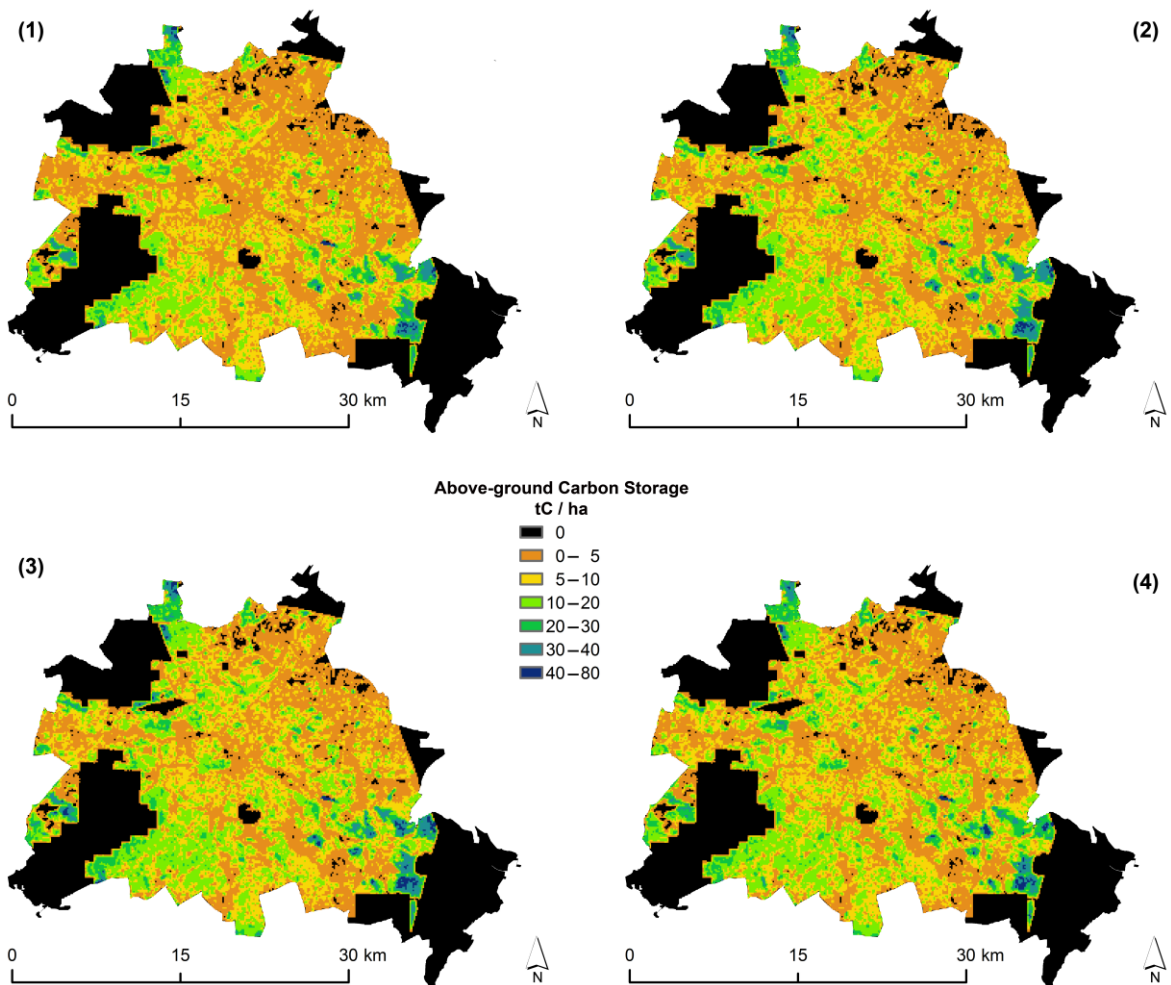 (1)
(2)
0 15 30 km
N
0 15 30 km
N
Above-ground Carbon Storage
tC / ha
0
0 – 5
5 – 10
10 – 20
20 – 30
30 – 40
40 – 80
(3)
(4)
0 15 30 km
N
0 15 30 km
N